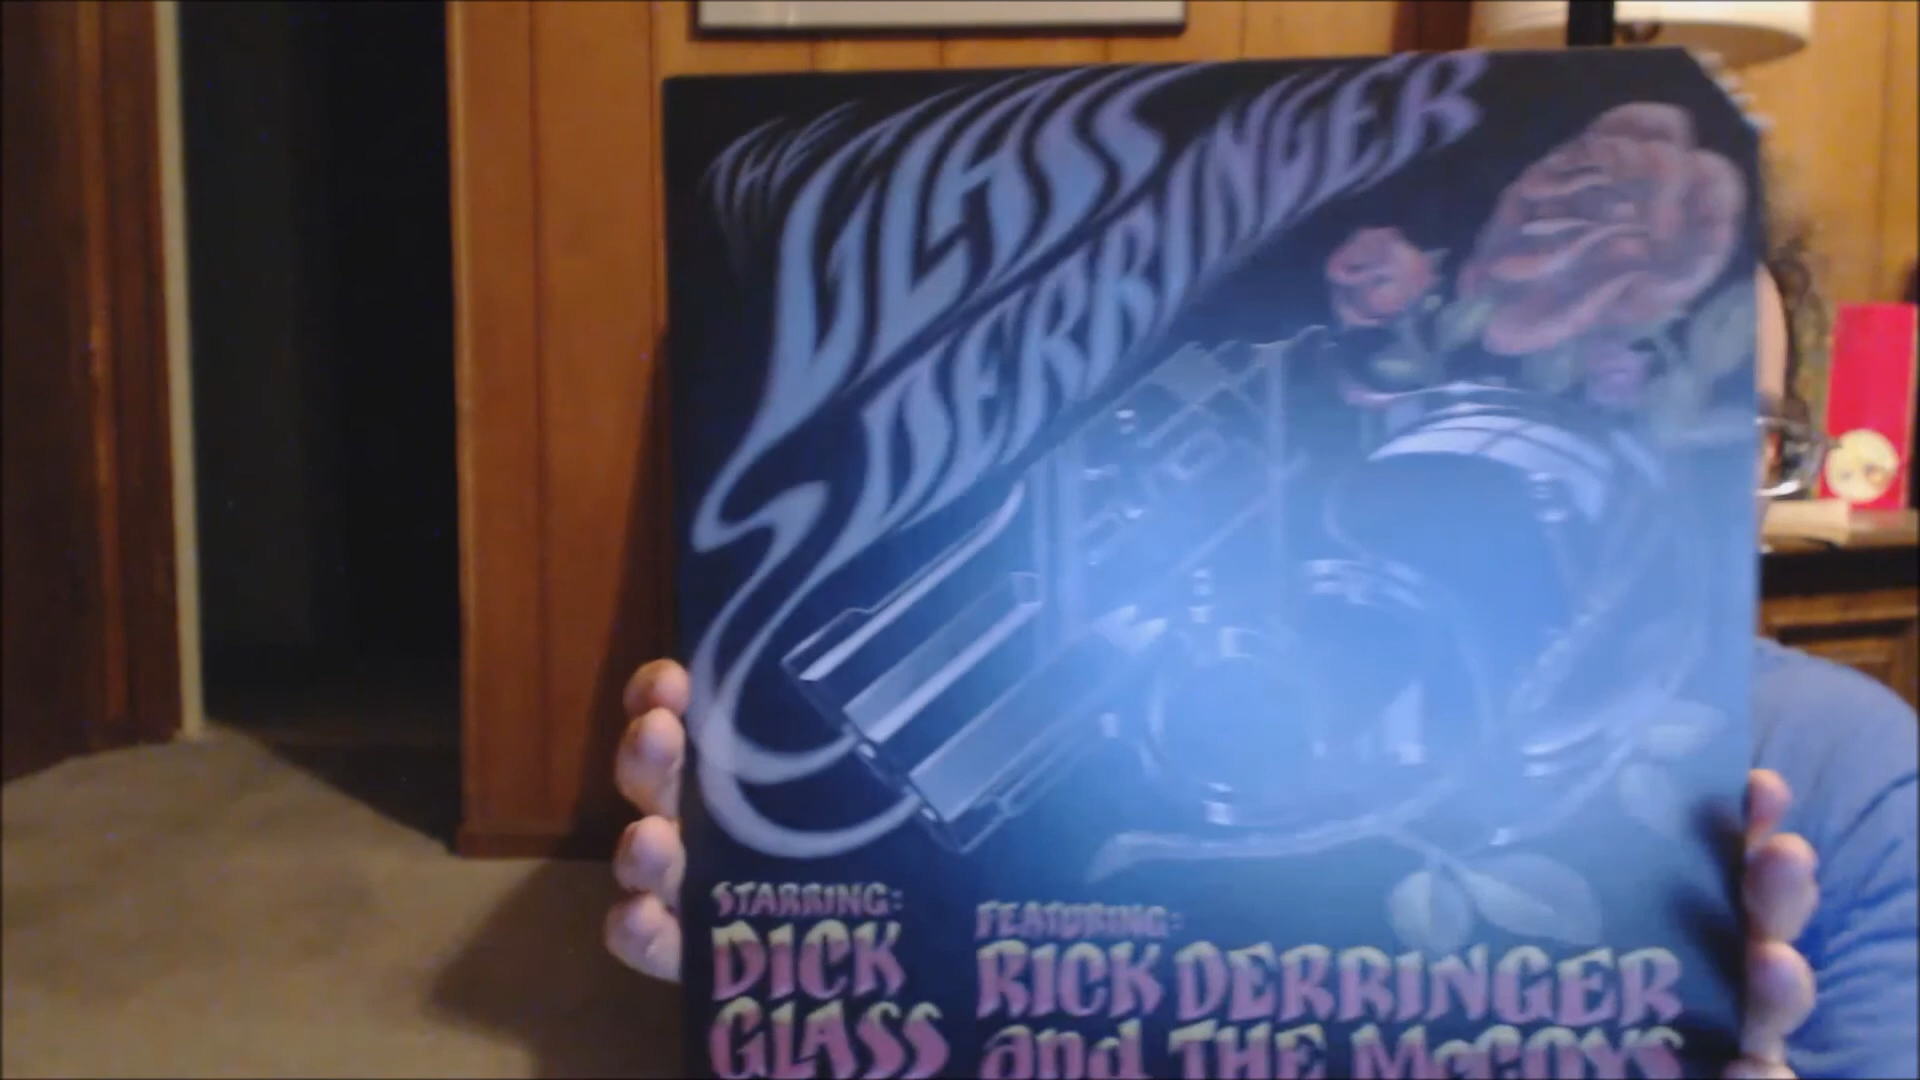 THE
GLASS
DERRINGER
STARRING:
DICK
GLASS
FEATURING:
RICK DERRINGER
and THE McCOYS